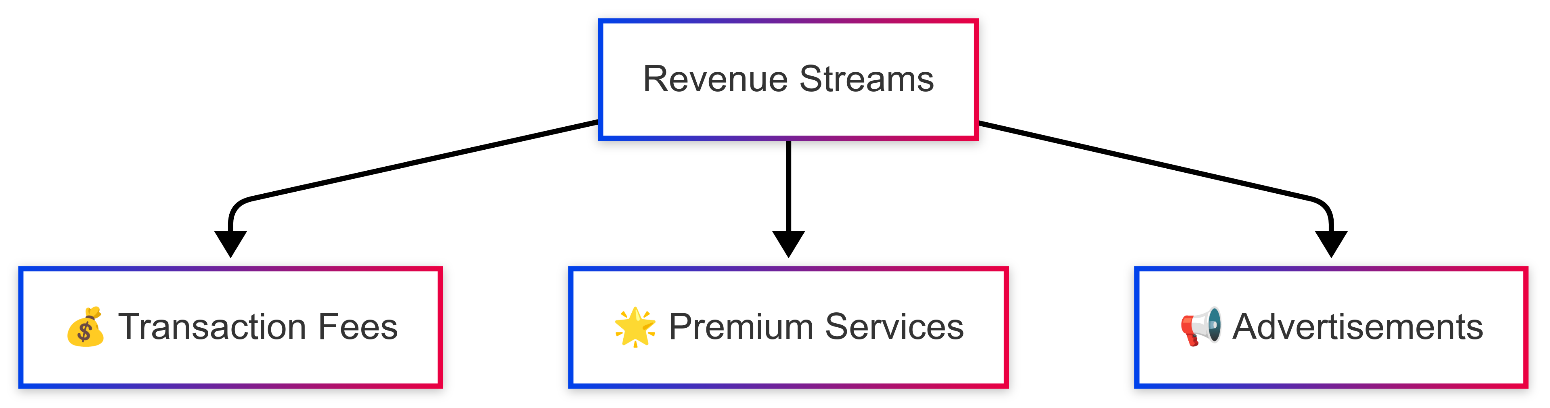 Revenue Streams
💰 Transaction Fees
🌟 Premium Services
📢 Advertisements